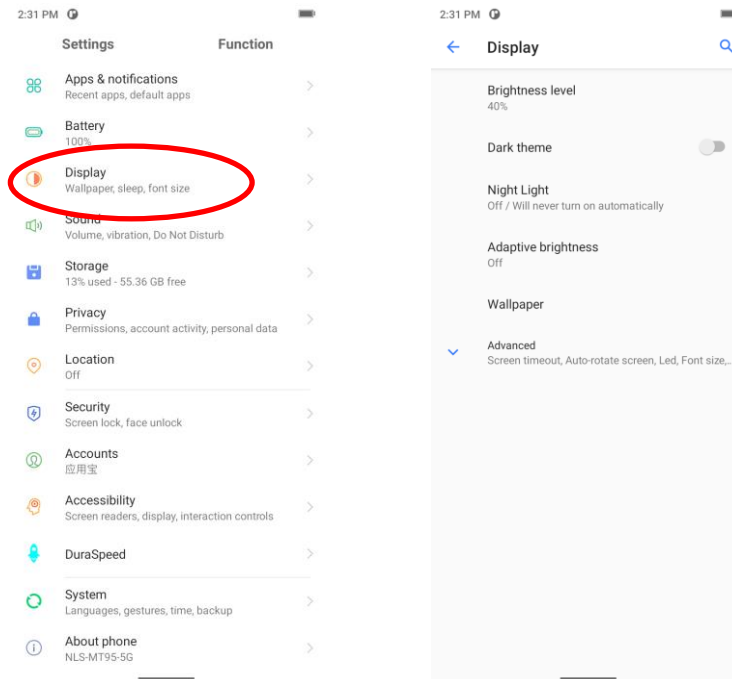 2:31 PM
Settings Function
Apps & notifications
Recent apps, default apps
Battery
100%
Display
Wallpaper, sleep, font size
Sound
Volume, vibration, Do Not Disturb
Storage
13% used - 55.36 GB free
Privacy
Permissions, account activity, personal data
Location
Off
Security
Screen lock, face unlock
Accounts
应用宝
Accessibility
Screen readers, display, interaction controls
DuraSpeed
System
Languages, gestures, time, backup
About phone
NLS-MT95-5G
2:31 PM
Display
Brightness level
40%
Dark theme
Night Light
Off / Will never turn on automatically
Adaptive brightness
Off
Wallpaper
Advanced
Screen timeout, Auto-rotate screen, Led, Font size,..